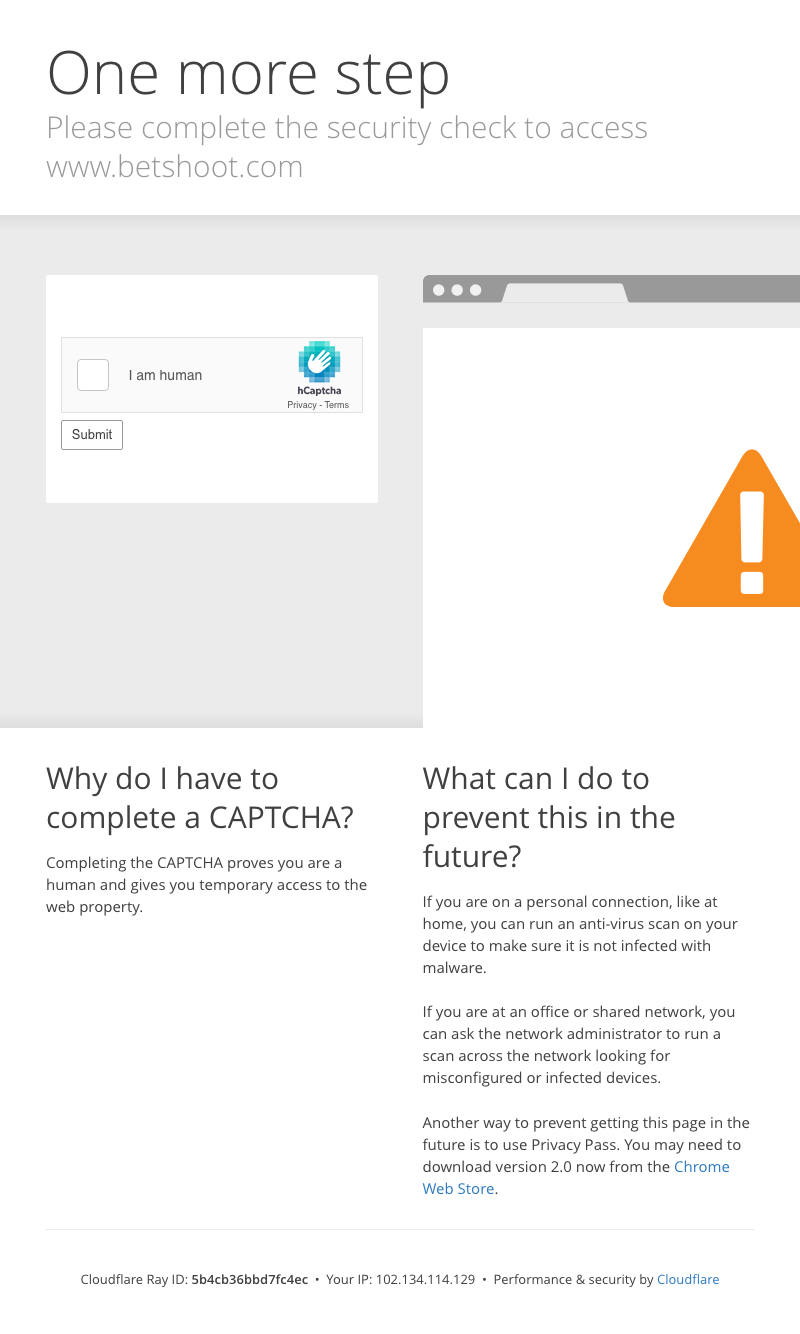 One more step
Please complete the security check to access
www.betshoot.com
I am human
hCaptcha
Privacy - Terms
Submit
Why do I have to
complete a CAPTCHA?
Completing the CAPTCHA proves you are a
human and gives you temporary access to the
web property.
What can I do to
prevent this in the
future?
If you are on a personal connection, like at
home, you can run an anti-virus scan on your
device to make sure it is not infected with
malware.
If you are at an office or shared network, you
can ask the network administrator to run a
scan across the network looking for
misconfigured or infected devices.
Another way to prevent getting this page in the
future is to use Privacy Pass. You may need to
download version 2.0 now from the Chrome
Web Store.
Cloudflare Ray ID: 5b4cb36bbd7fc4ec • Your IP: 102.134.114.129 • Performance & security by Cloudflare